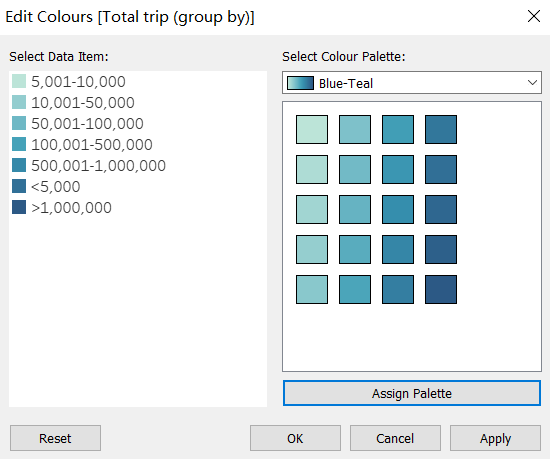 Edit Colours [Total trip (group by)]
Select Data Item:
5,001-10,000
10,001-50,000
50,001-100,000
100,001-500,000
500,001-1,000,000
<5,000
>1,000,000
Select Colour Palette:
Blue-Teal
Assign Palette
Reset
OK
Cancel
Apply